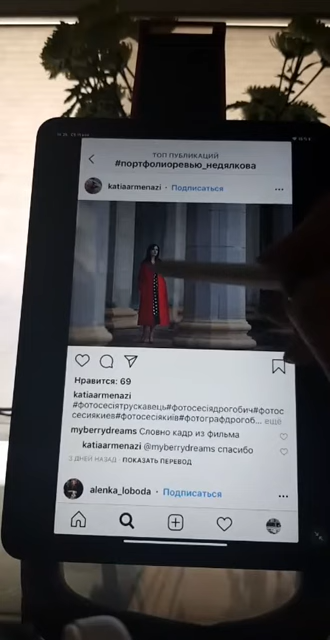 ТОП ПУБЛИКАЦИЙ
#портфолиоревью_недялкова
katiaarmenazi · Подписаться
Нравится: 69
katiaarmenazi
#фотосесіятрускавець#фотосесіядрогобич#фотос
есиякиев#фотосесіякиїв#фотографдрогоб... ещё
myberrydreams Словно кадр из фильма
katiaarmenazi @myberrydreams спасибо
2 ДНЕЙ НАЗАД · ПОКАЗАТЬ ПЕРЕВОД
alenka_loboda · Подписаться